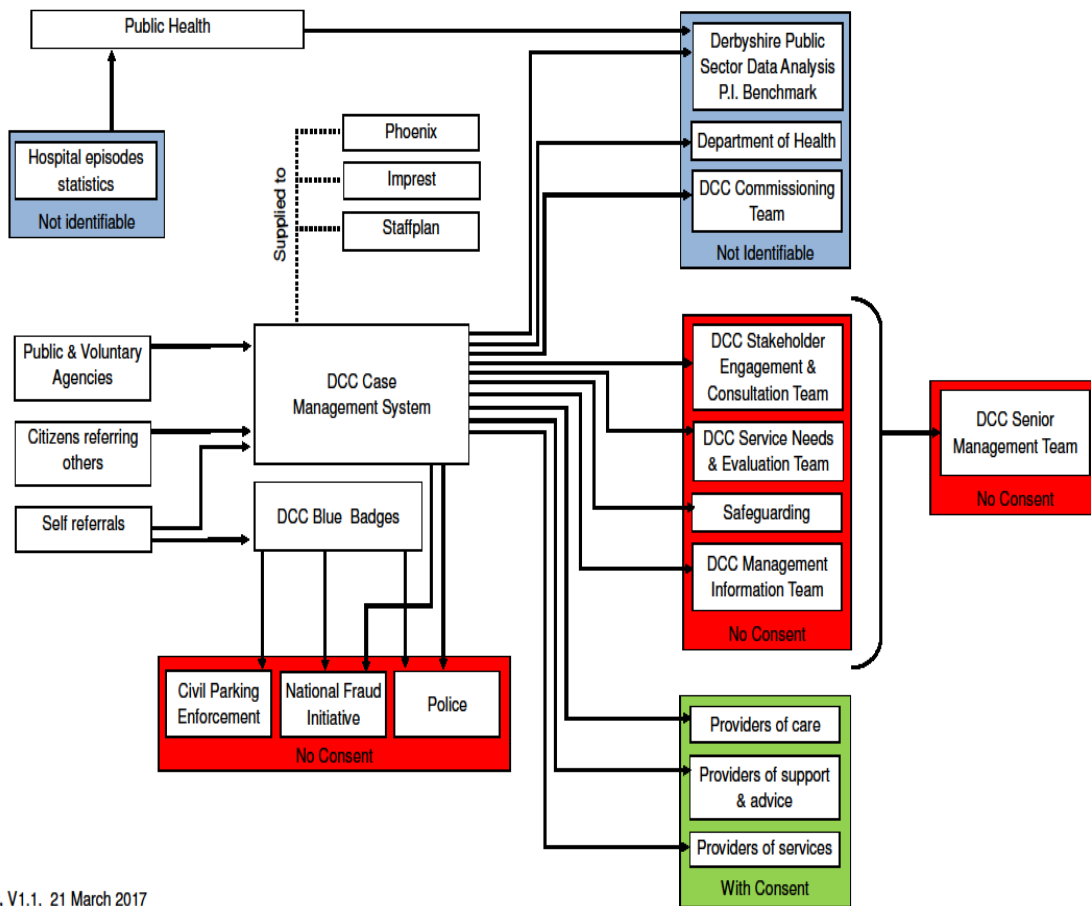 Public Health
Derbyshire Public
Sector Data Analysis
P.I. Benchmark
Department of Health
DCC Commissioning
Team
Not Identifiable
Hospital episodes
statistics
Not identifiable
Supplied to
Phoenix
Imprest
Staffplan
Public & Voluntary
Agencies
Citizens referring
others
Self referrals
DCC Case
Management System
DCC Blue Badges
DCC Stakeholder
Engagement &
Consultation Team
DCC Service Needs
& Evaluation Team
Safeguarding
DCC Management
Information Team
No Consent
DCC Senior
Management Team
No Consent
Civil Parking
Enforcement
National Fraud
Initiative
Police
No Consent
Providers of care
Providers of support
& advice
Providers of services
With Consent
. V1.1. 21 March 2017